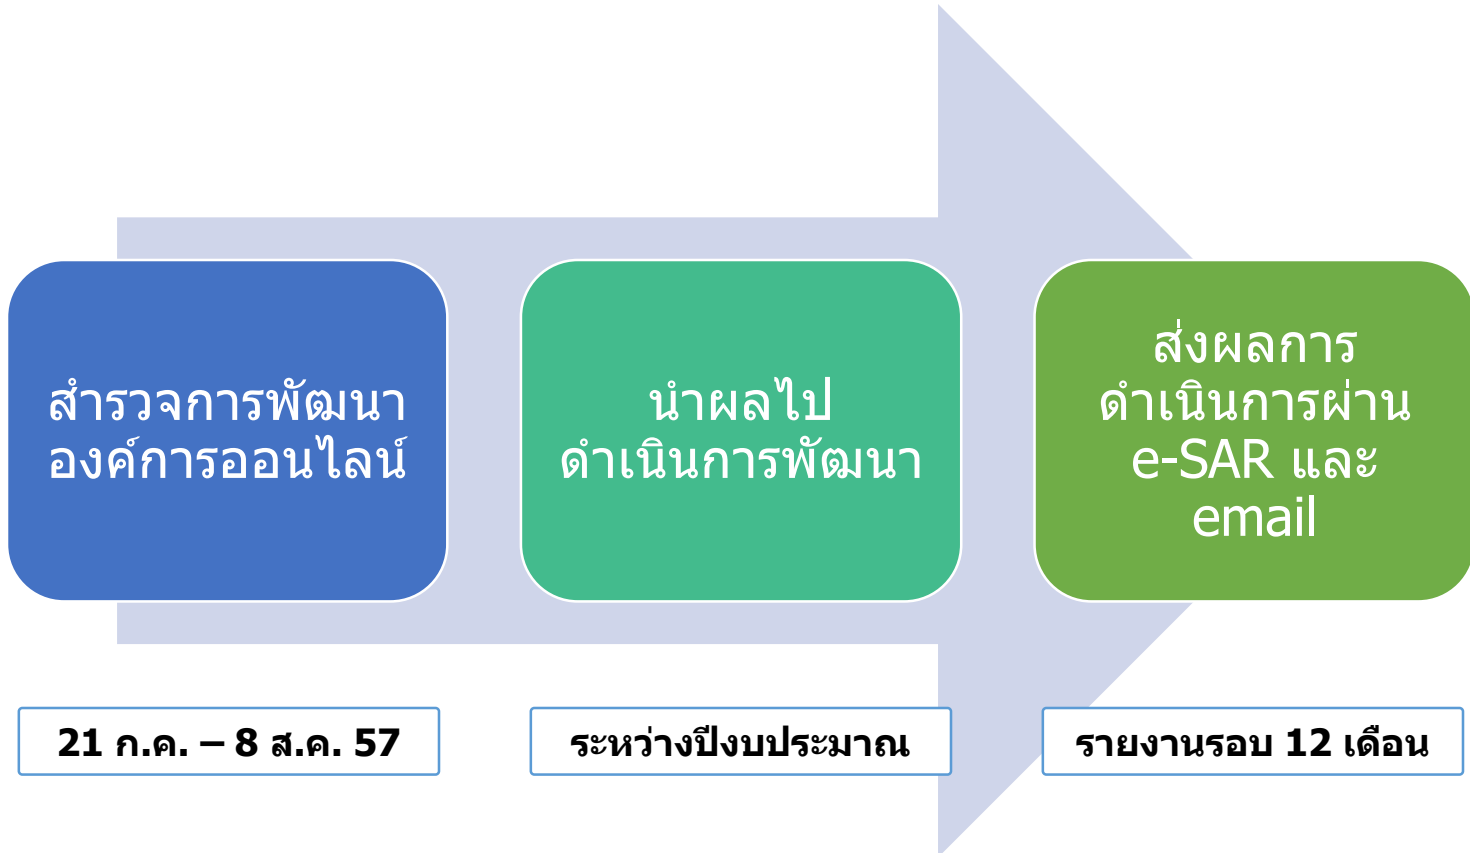 สำรวจการพัฒนา
องค์การออนไลน์
นำผลไป
ดำเนินการพัฒนา
ส่งผลการ
ดำเนินการผ่าน
e-SAR และ
email
21 ก.ค. – 8 ส.ค. 57
ระหว่างปีงบประมาณ
รายงานรอบ 12 เดือน